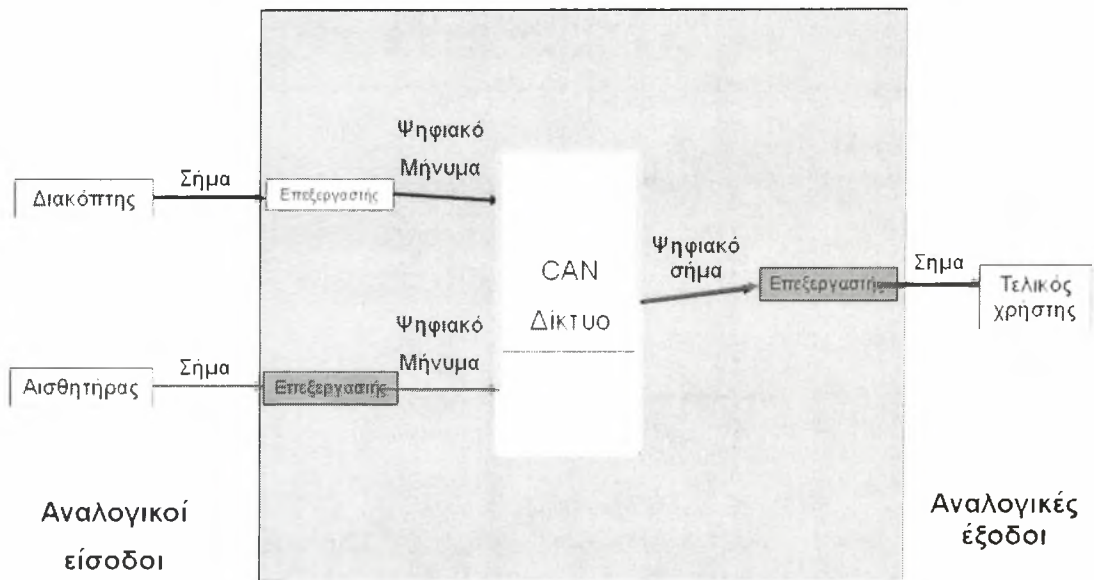 Ψηφιακό
Μήνυμα
Σήμα
Διακόπτης
Επεξεργαστής
CAN
Δίκτυο
Ψηφιακό
σήμα
Επεξεργαστής
Σημα
Τελικός
χρήστης
Ψηφιακό
Μήνυμα
Σήμα
Αισθητήρας
Επεξεργαστής
Αναλογικοί
είσοδοι
Αναλογικές
έξοδοι